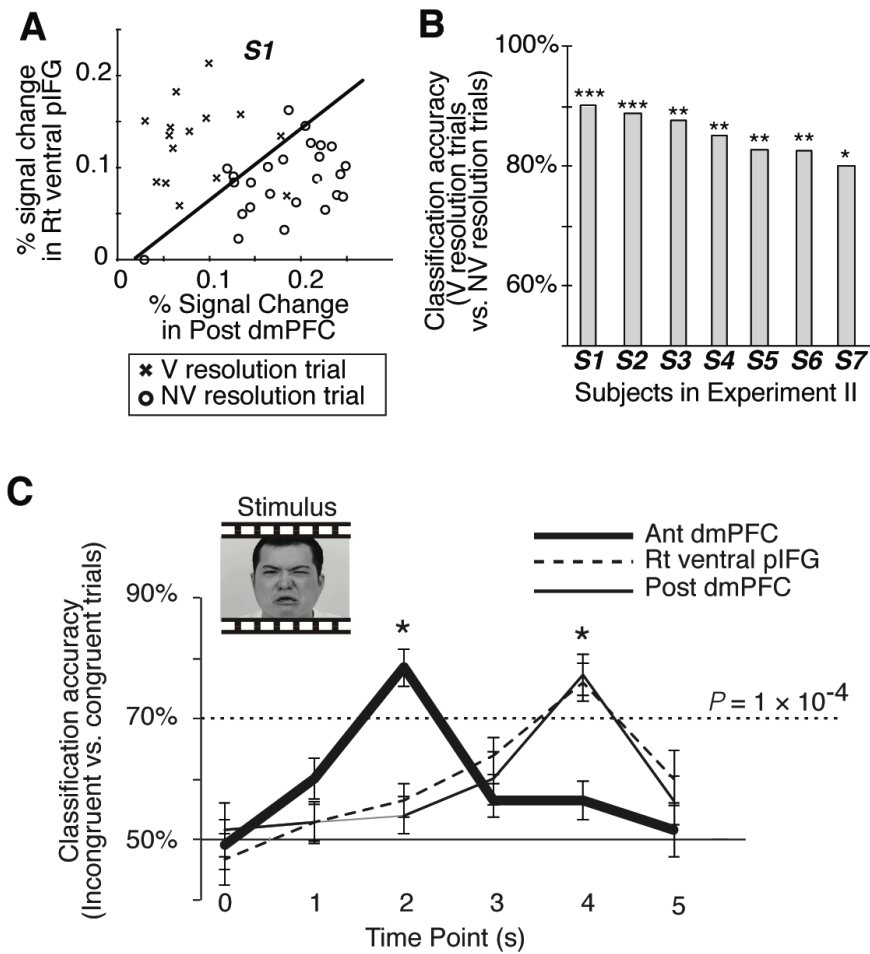 A
S1
% signal change
in Rt ventral pIFG
0.2
0.1
0
0
0.1
0.2
% Signal Change
in Post dmPFC
× V resolution trial
o NV resolution trial
B
Classification accuracy
(V resolution trials
vs. NV resolution trials)
100%
80%
60%
***
***
**
**
**
**
*
S1 S2 S3 S4 S5 S6 S7
Subjects in Experiment II
C
Stimulus
Ant dmPFC
Rt ventral pIFG
Post dmPFC
Classification accuracy
(Incongruent vs. congruent trials)
90%
70%
50%
*
*
P = 1 × 10-4
0 1 2 3 4 5
Time Point (s)